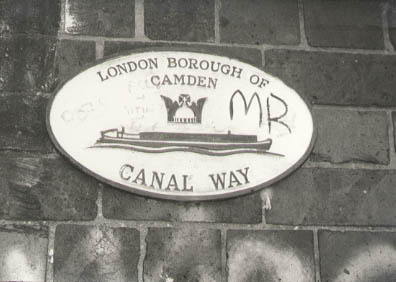 LONDON BOROUGH OF
CAMDEN
MR
CANAL WAY